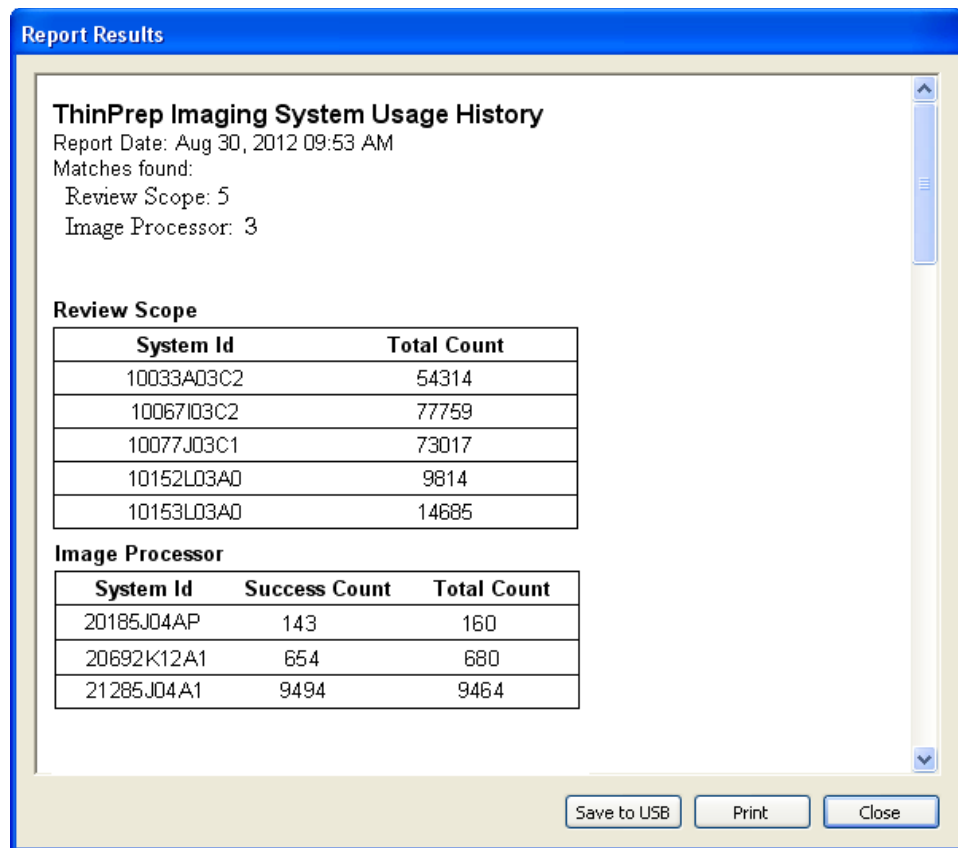 Report Results
ThinPrep Imaging System Usage History
Report Date: Aug 30, 2012 09:53 AM
Matches found:
Review Scope: 5
Image Processor: 3
Review Scope
System Id Total Count
10033A03C2 54314
10067I03C2 77759
10077J03C1 73017
10152L03A0 9814
10153L03A0 14685
Image Processor
System Id Success Count Total Count
20185J04AP 143 160
20692K12A1 654 680
21285J04A1 9494 9464
Save to USB Print Close